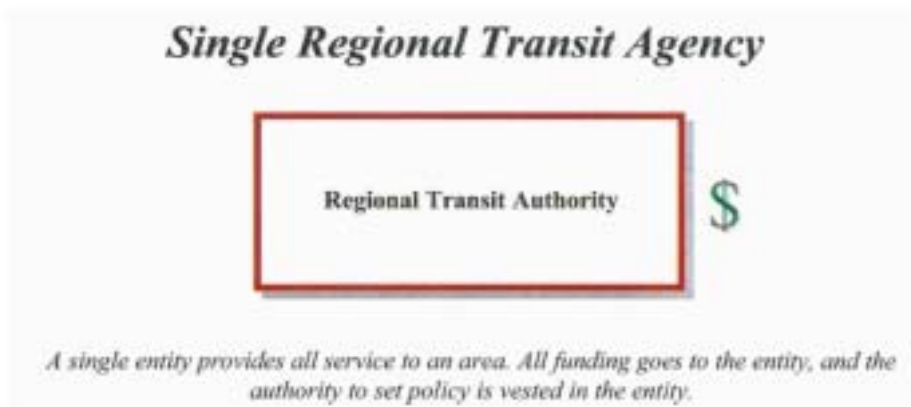 Single Regional Transit Agency
Regional Transit Authority
$
A single entity provides all service to an area. All funding goes to the entity, and the
authority to set policy is vested in the entity.